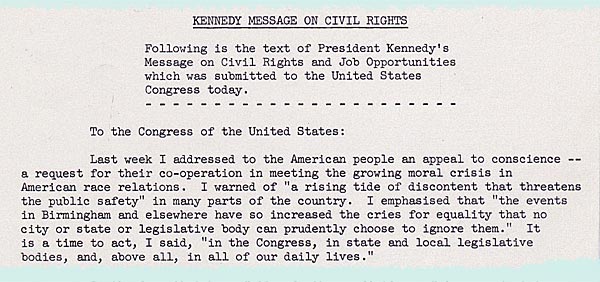 KENNEDY MESSAGE ON CIVIL RIGHTS
Following is the text of President Kennedy's
Message on Civil Rights and Job Opportunities
which was submitted to the United States
Congress today.
- - - - - - - - - - - - - - - - - - - - - - - -
To the Congress of the United States:
Last week I addressed to the American people an appeal to conscience --
a request for their co-operation in meeting the growing moral crisis in
American race relations. I warned of "a rising tide of discontent that threatens
the public safety" in many parts of the country. I emphasised that "the events
in Birmingham and elsewhere have so increased the cries for equality that no
city or state or legislative body can prudently choose to ignore them." It
is a time to act, I said, "in the Congress, in state and local legislative
bodies, and, above all, in all of our daily lives."